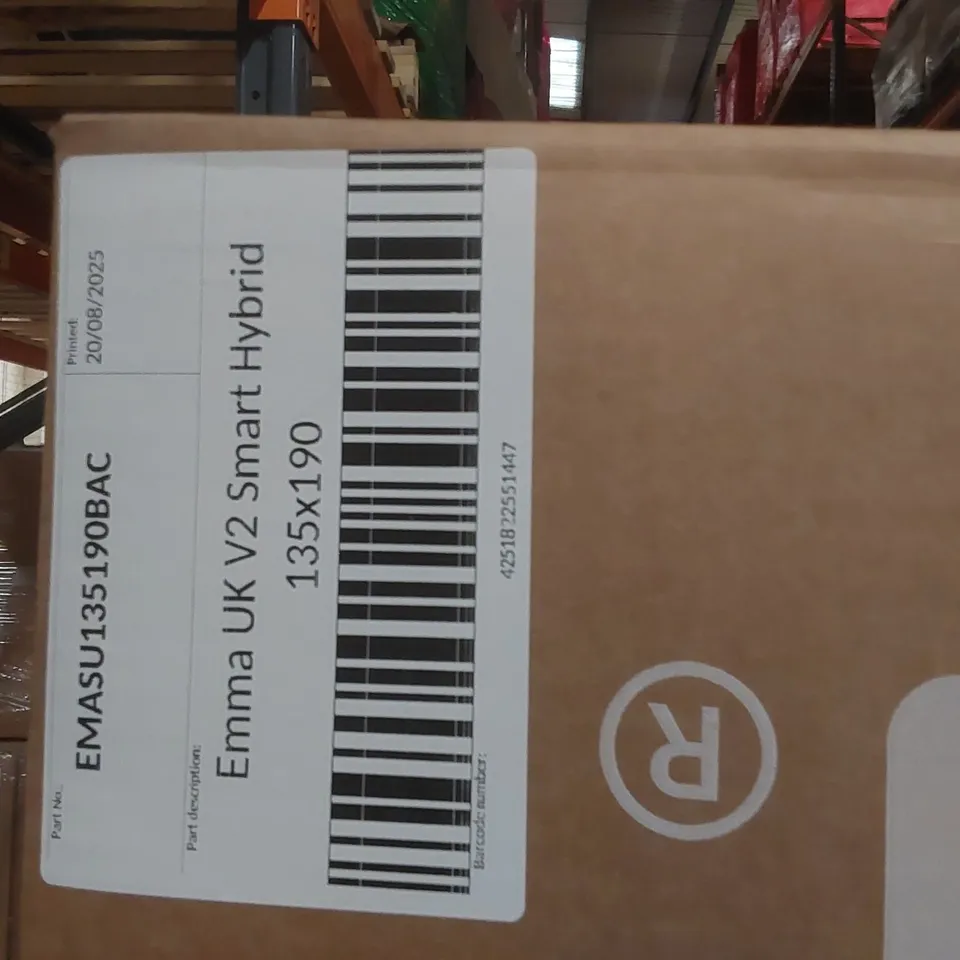 Part No..
Printed:
EMASU135190BAC
20/08/2025
Part description:
Emma UK V2 Smart Hybrid
135x190
Barcode number:
4251822551447
R